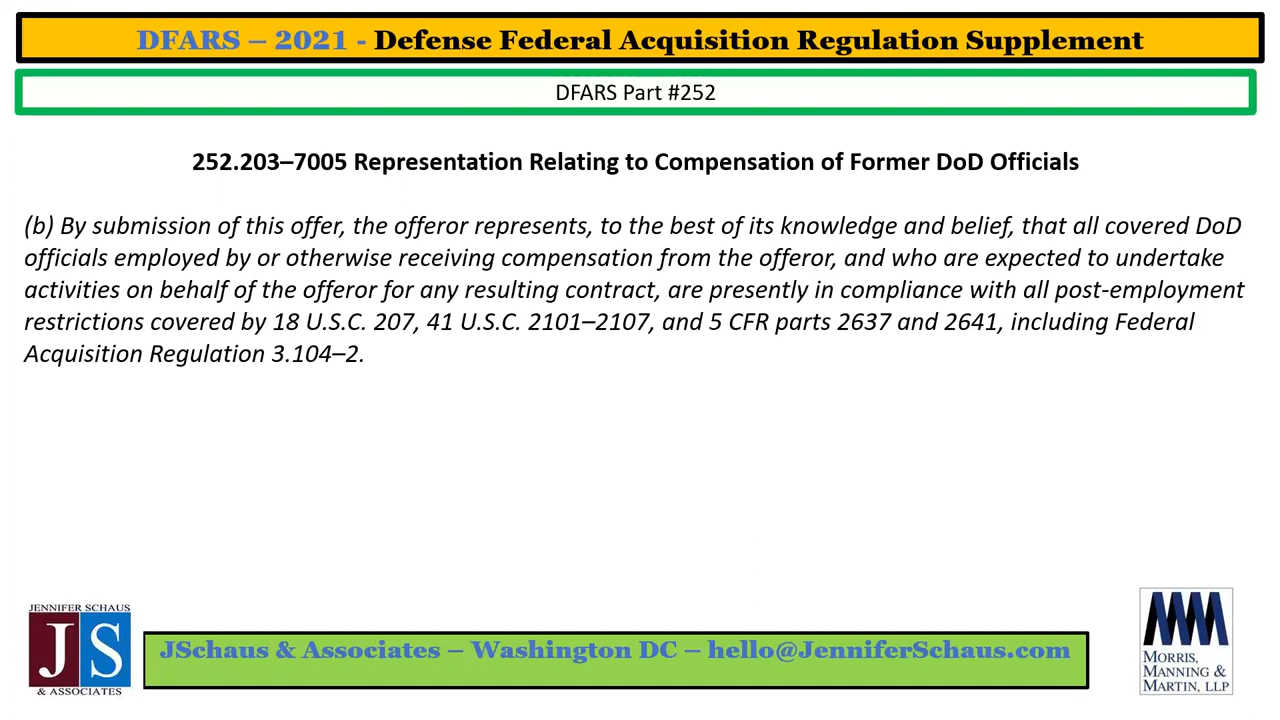 DFARS – 2021 - Defense Federal Acquisition Regulation Supplement
DFARS Part #252
252.203–7005 Representation Relating to Compensation of Former DoD Officials
(b) By submission of this offer, the offeror represents, to the best of its knowledge and belief, that all covered DoD
officials employed by or otherwise receiving compensation from the offeror, and who are expected to undertake
activities on behalf of the offeror for any resulting contract, are presently in compliance with all post-employment
restrictions covered by 18 U.S.C. 207, 41 U.S.C. 2101–2107, and 5 CFR parts 2637 and 2641, including Federal
Acquisition Regulation 3.104–2.
JENNIFER SCHAUS
JS
& ASSOCIATES
JSchaus & Associates – Washington DC – hello@JenniferSchaus.com
MORRIS,
MANNING &
MARTIN, LLP